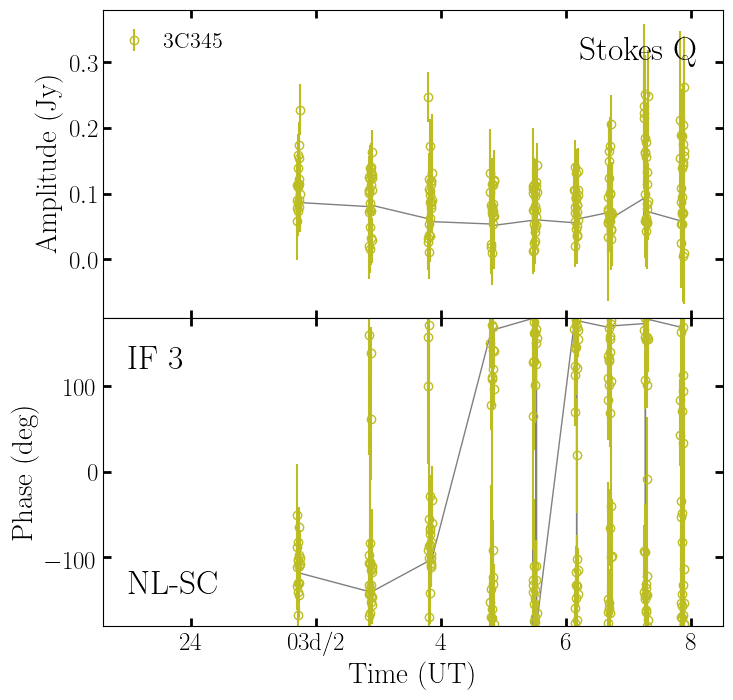 3C345
Stokes Q
Amplitude (Jy)
0.3
0.2
0.1
0.0
IF 3
NL-SC
Phase (deg)
100
0
−100
24 03d/2 4 6 8
Time (UT)